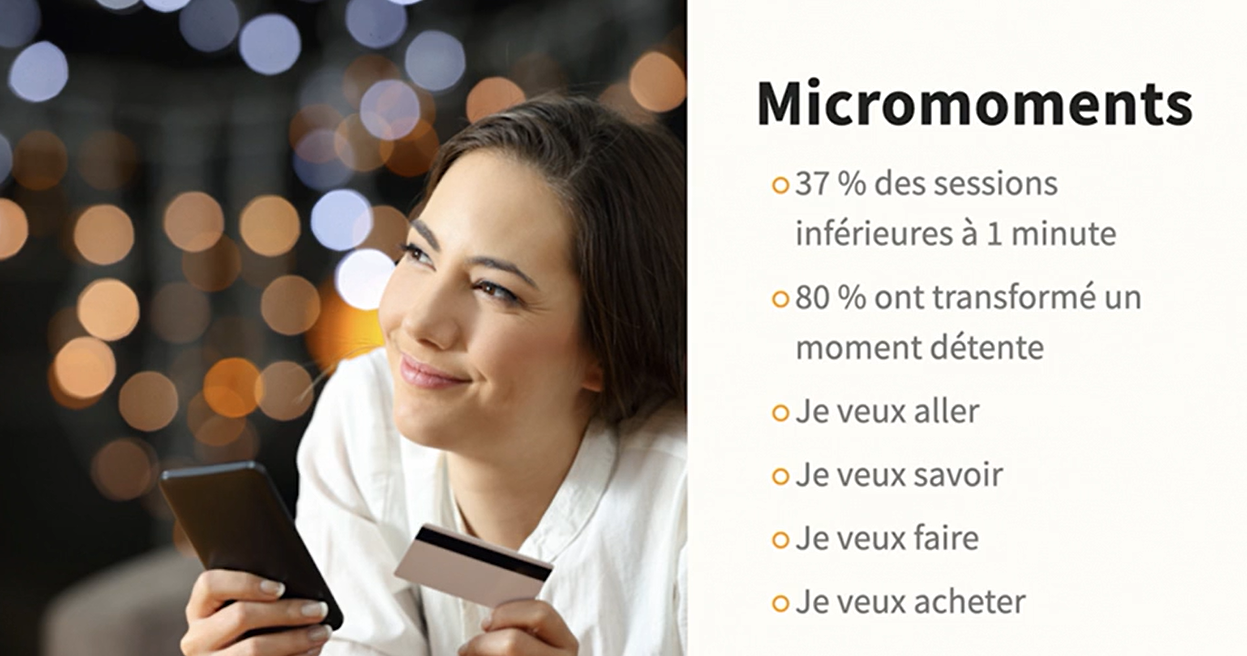 Micromoments
37 % des sessions
inférieures à 1 minute
80 % ont transformé un
moment détente
Je veux aller
Je veux savoir
Je veux faire
Je veux acheter